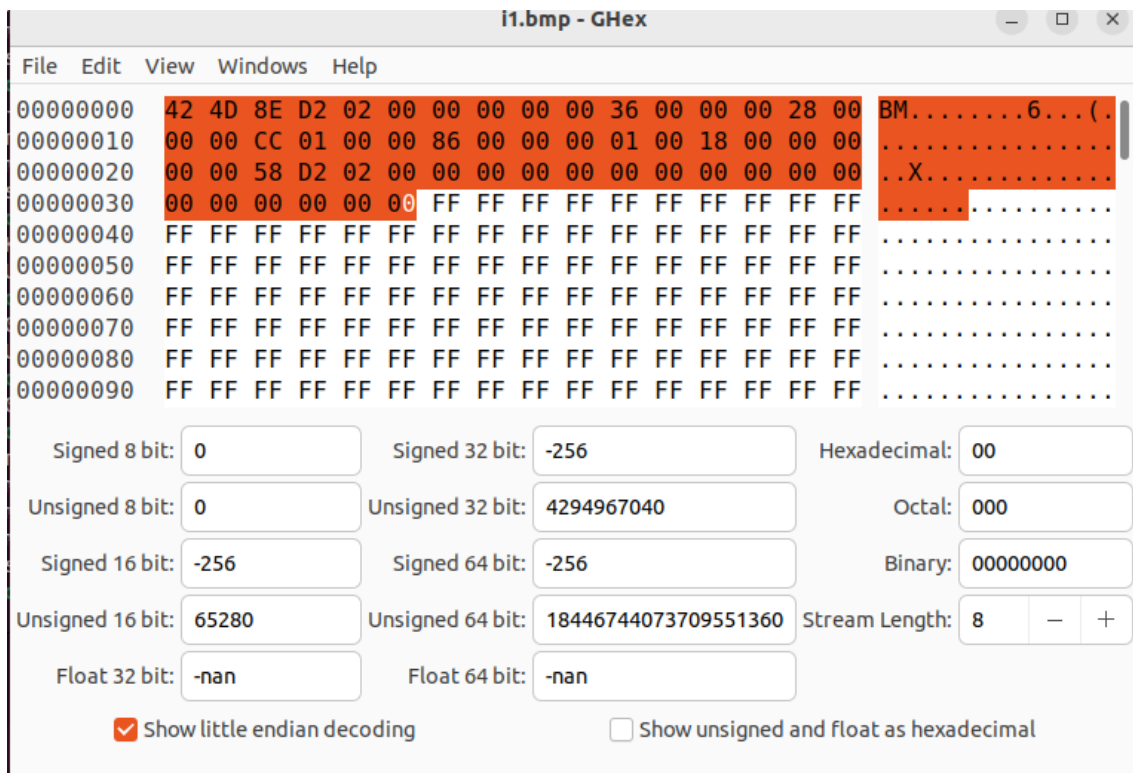 i1.bmp - GHex
File Edit View Windows Help
00000000 42 4D 8E D2 02 00 00 00 00 00 36 00 00 00 28 00 BM........6...(.
00000010 00 00 CC 01 00 00 86 00 00 00 01 00 18 00 00 00 ................
00000020 00 00 58 D2 02 00 00 00 00 00 00 00 00 00 00 00 ..X.............
00000030 00 00 00 00 00 00 FF FF FF FF FF FF FF FF FF FF ................
00000040 FF FF FF FF FF FF FF FF FF FF FF FF FF FF FF FF ................
00000050 FF FF FF FF FF FF FF FF FF FF FF FF FF FF FF FF ................
00000060 FF FF FF FF FF FF FF FF FF FF FF FF FF FF FF FF ................
00000070 FF FF FF FF FF FF FF FF FF FF FF FF FF FF FF FF ................
00000080 FF FF FF FF FF FF FF FF FF FF FF FF FF FF FF FF ................
00000090 FF FF FF FF FF FF FF FF FF FF FF FF FF FF FF FF ................
Signed 8 bit: 0 Signed 32 bit: -256 Hexadecimal: 00
Unsigned 8 bit: 0 Unsigned 32 bit: 4294967040 Octal: 000
Signed 16 bit: -256 Signed 64 bit: -256 Binary: 00000000
Unsigned 16 bit: 65280 Unsigned 64 bit: 18446744073709551360 Stream Length: 8 − +
Float 32 bit: -nan Float 64 bit: -nan
Show little endian decoding Show unsigned and float as hexadecimal